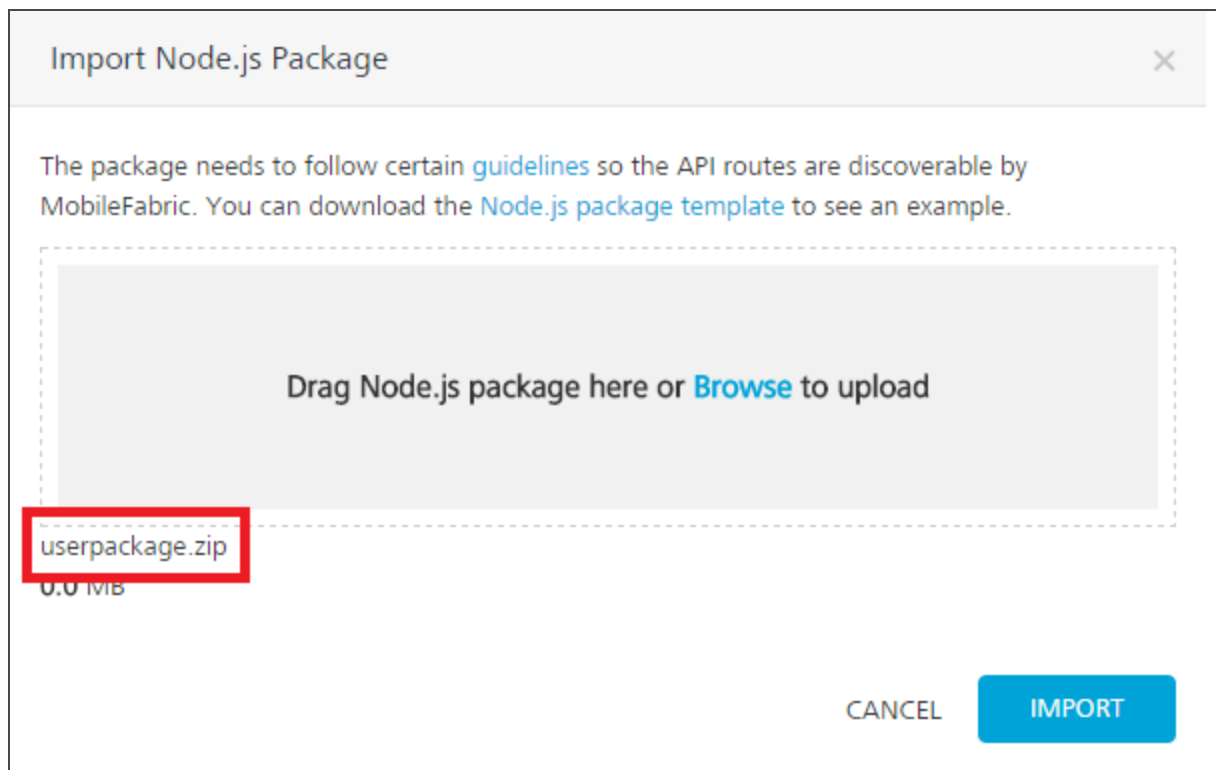 Import Node.js Package
The package needs to follow certain guidelines so the API routes are discoverable by
MobileFabric. You can download the Node.js package template to see an example.
Drag Node.js package here or Browse to upload
userpackage.zip
0.0 MB
CANCEL
IMPORT